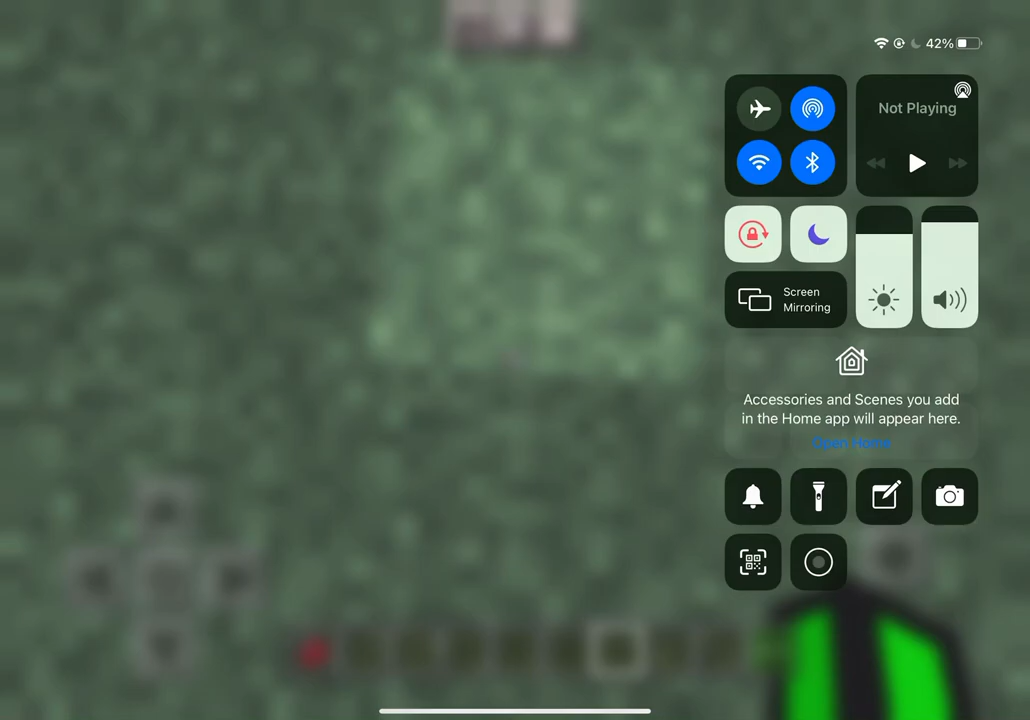 42%
Not Playing
Screen
Mirroring
Accessories and Scenes you add
in the Home app will appear here.
Open Home